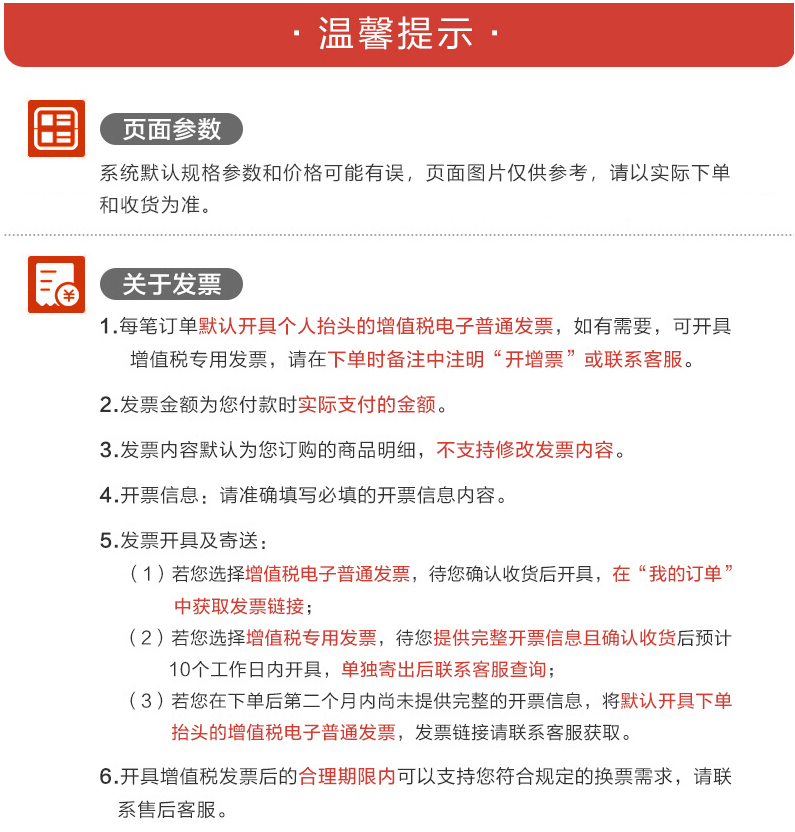 · 温馨提示 ·
页面参数
系统默认规格参数和价格可能有误，页面图片仅供参考，请以实际下单
和收货为准。
关于发票
1.每笔订单默认开具个人抬头的增值税电子普通发票，如有需要，可开具
增值税专用发票，请在下单时备注中注明“开增票”或联系客服。
2.发票金额为您付款时实际支付的金额。
3.发票内容默认为您订购的商品明细，不支持修改发票内容。
4.开票信息：请准确填写必填的开票信息内容。
5.发票开具及寄送：
（1）若您选择增值税电子普通发票，待您确认收货后开具，在“我的订单”
中获取发票链接；
（2）若您选择增值税专用发票，待您提供完整开票信息且确认收货后预计
10个工作日内开具，单独寄出后联系客服查询；
（3）若您在下单后第二个月内尚未提供完整的开票信息，将默认开具下单
抬头的增值税电子普通发票，发票链接请联系客服获取。
6.开具增值税发票后的合理期限内可以支持您符合规定的换票需求，请联
系售后客服。